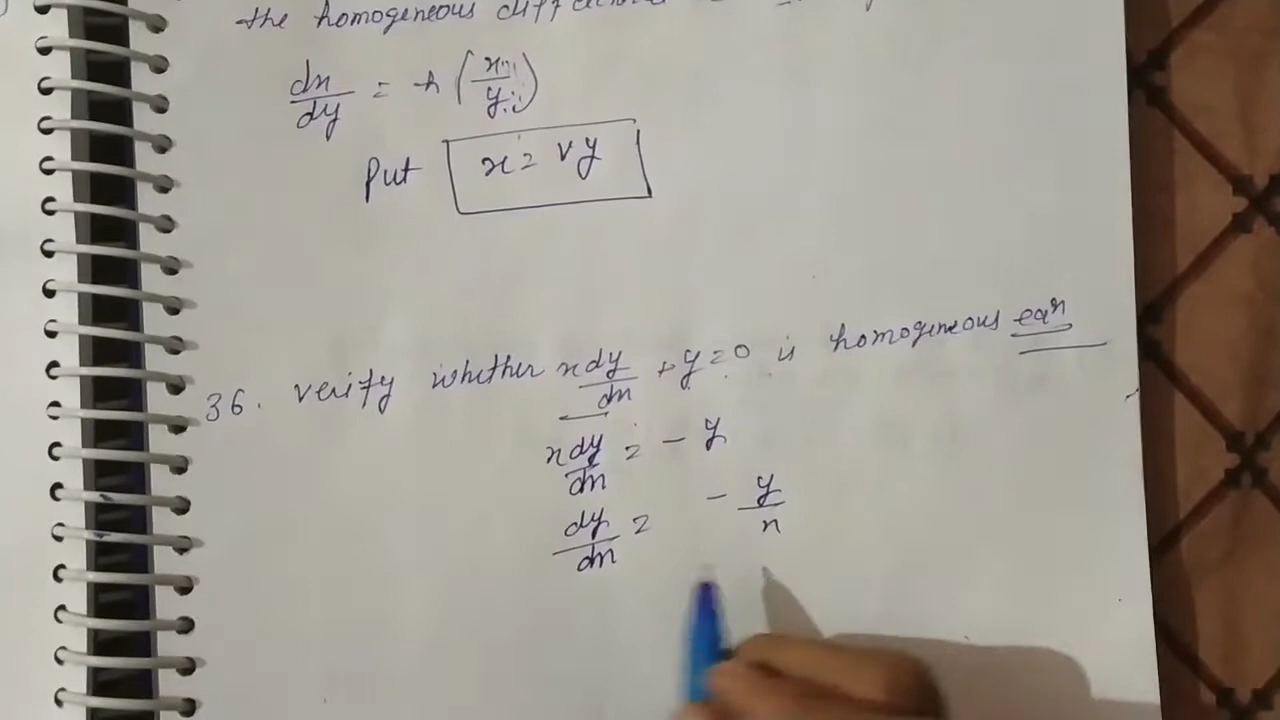 the homogeneous
dx/dy = h (x/y)
Put x = vy
36. Verify whether x dy/dx + y = 0 is homogeneous eqn
x dy/dx = - y
dy/dx = - y/x